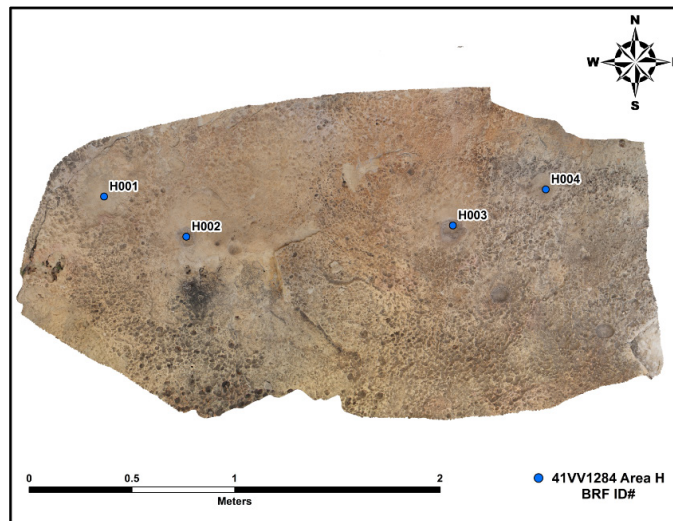 N
W
S
H001
H002
H003
H004
0 0.5 1 2
Meters
41VV1284 Area H
BRF ID#